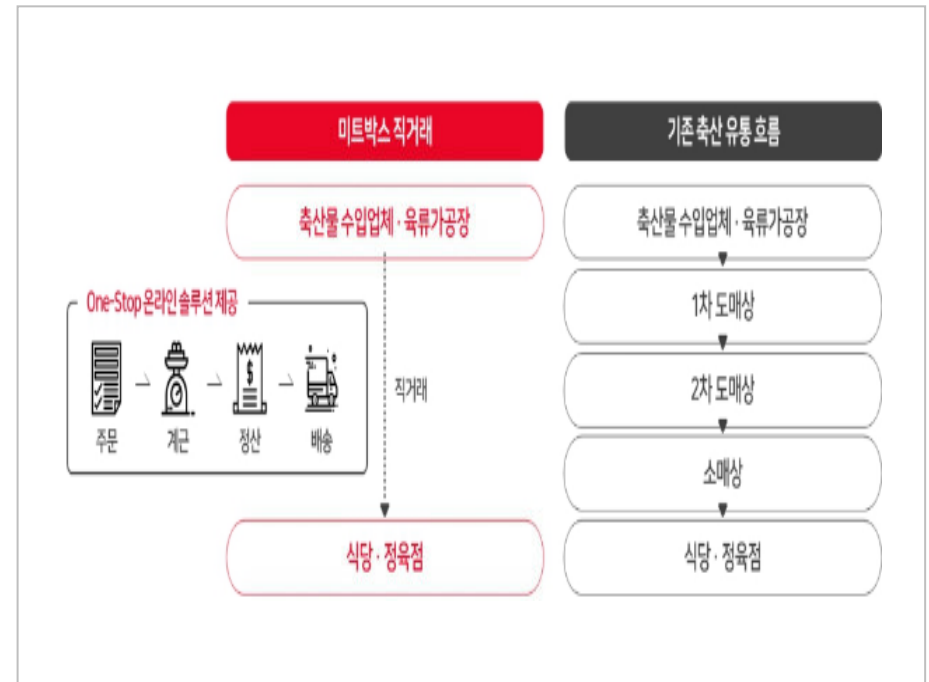 미트박스 직거래
기존 축산 유통 흐름
축산물 수입업체 · 육류가공장
축산물 수입업체 · 육류가공장
One-Stop 온라인 솔루션 제공
주문
계근
정산
배송
직거래
1차 도매상
2차 도매상
소매상
식당 · 정육점
식당 · 정육점